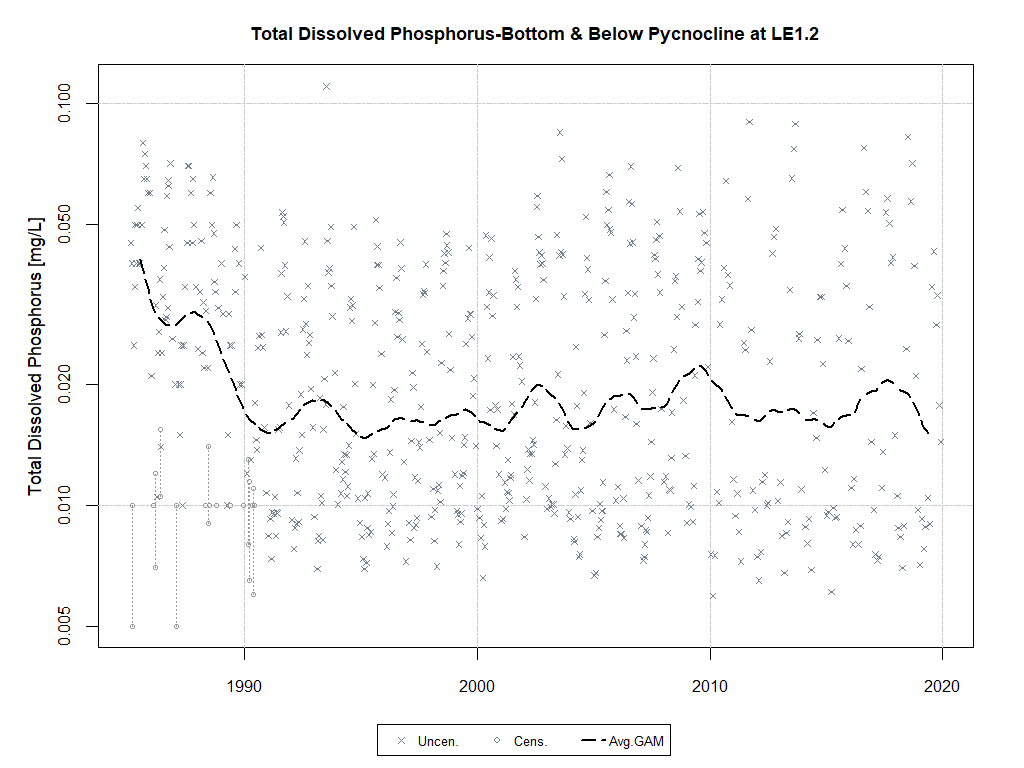 Total Dissolved Phosphorus-Bottom & Below Pycnocline at LE1.2
Total Dissolved Phosphorus [mg/L]
0.100
0.050
0.020
0.010
0.005
1990 2000 2010 2020
Uncen. Cens. Avg.GAM